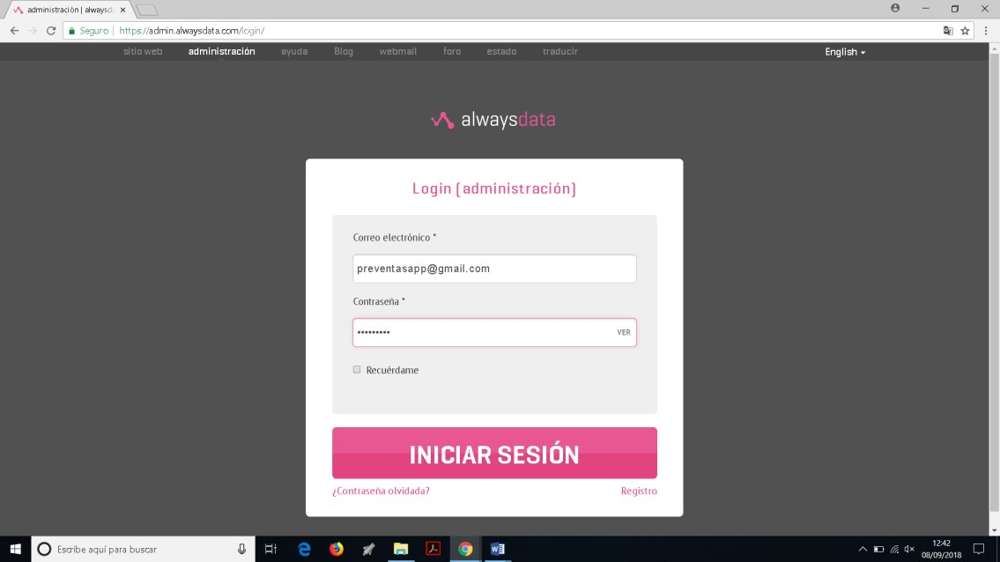 administración | alwaysda
Seguro | https://admin.alwaysdata.com/login/
sitio web administración ayuda Blog webmail foro estado traducir English
alwaysdata
Login (administración)
Correo electrónico *
preventasapp@gmail.com
Contraseña *
••••••••• VER
Recuérdame
INICIAR SESIÓN
¿Contraseña olvidada? Registro
Escribe aquí para buscar
12:42
08/09/2018